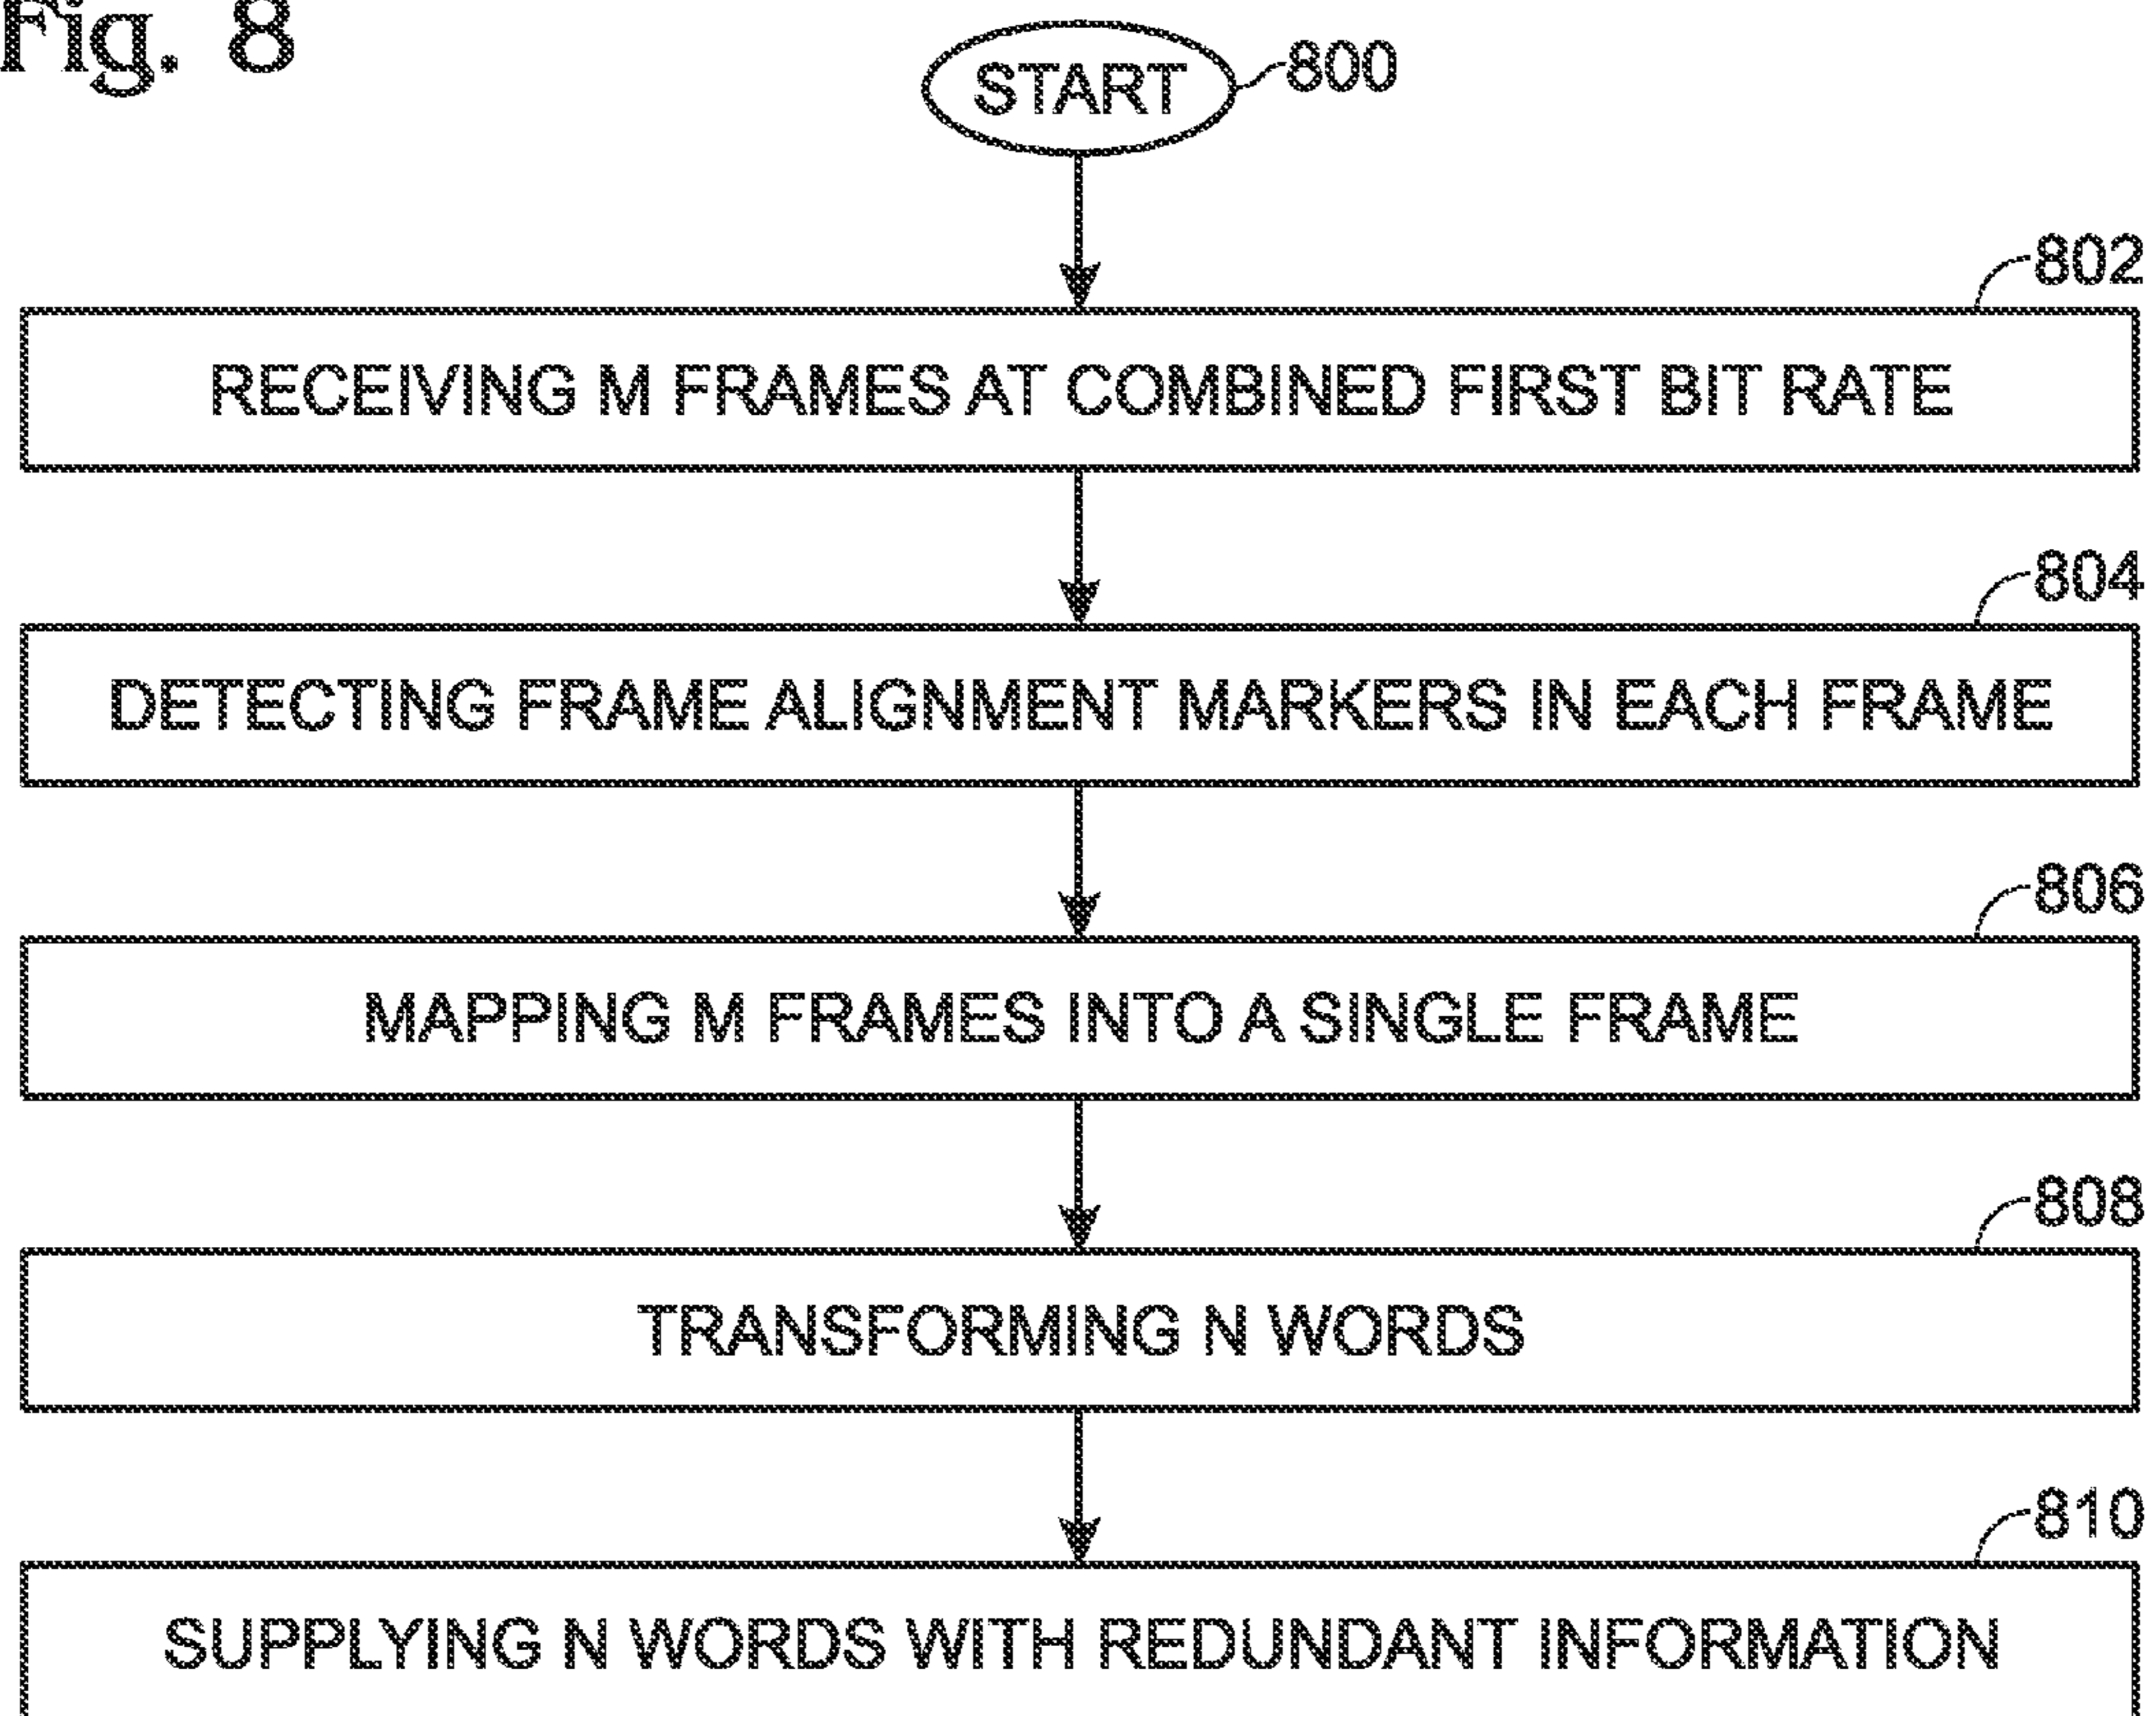 Fig. 8
START
800
802
RECEIVING M FRAMES AT COMBINED FIRST BIT RATE
804
DETECTING FRAME ALIGNMENT MARKERS IN EACH FRAME
806
MAPPING M FRAMES INTO A SINGLE FRAME
808
TRANSFORMING N WORDS
810
SUPPLYING N WORDS WITH REDUNDANT INFORMATION